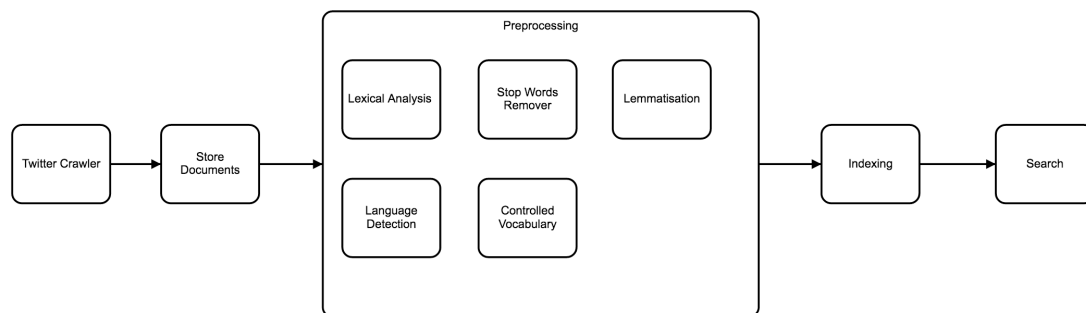 Preprocessing
Lexical Analysis
Stop Words
Remover
Lemmatisation
Twitter Crawler
Store
Documents
Language
Detection
Controlled
Vocabulary
Indexing
Search